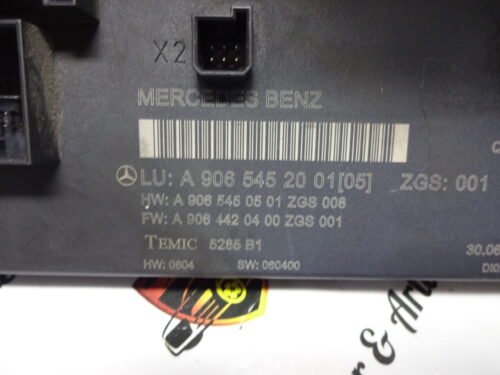 X2
MERCEDES BENZ
LU: A 906 545 20 01[05] ZGS: 001
HW: A 906 545 05 01 ZGS 008
FW: A 906 442 04 00 ZGS 001
TEMIC 5285 B1
30.06
HW: 0604 SW: 060400
& Art